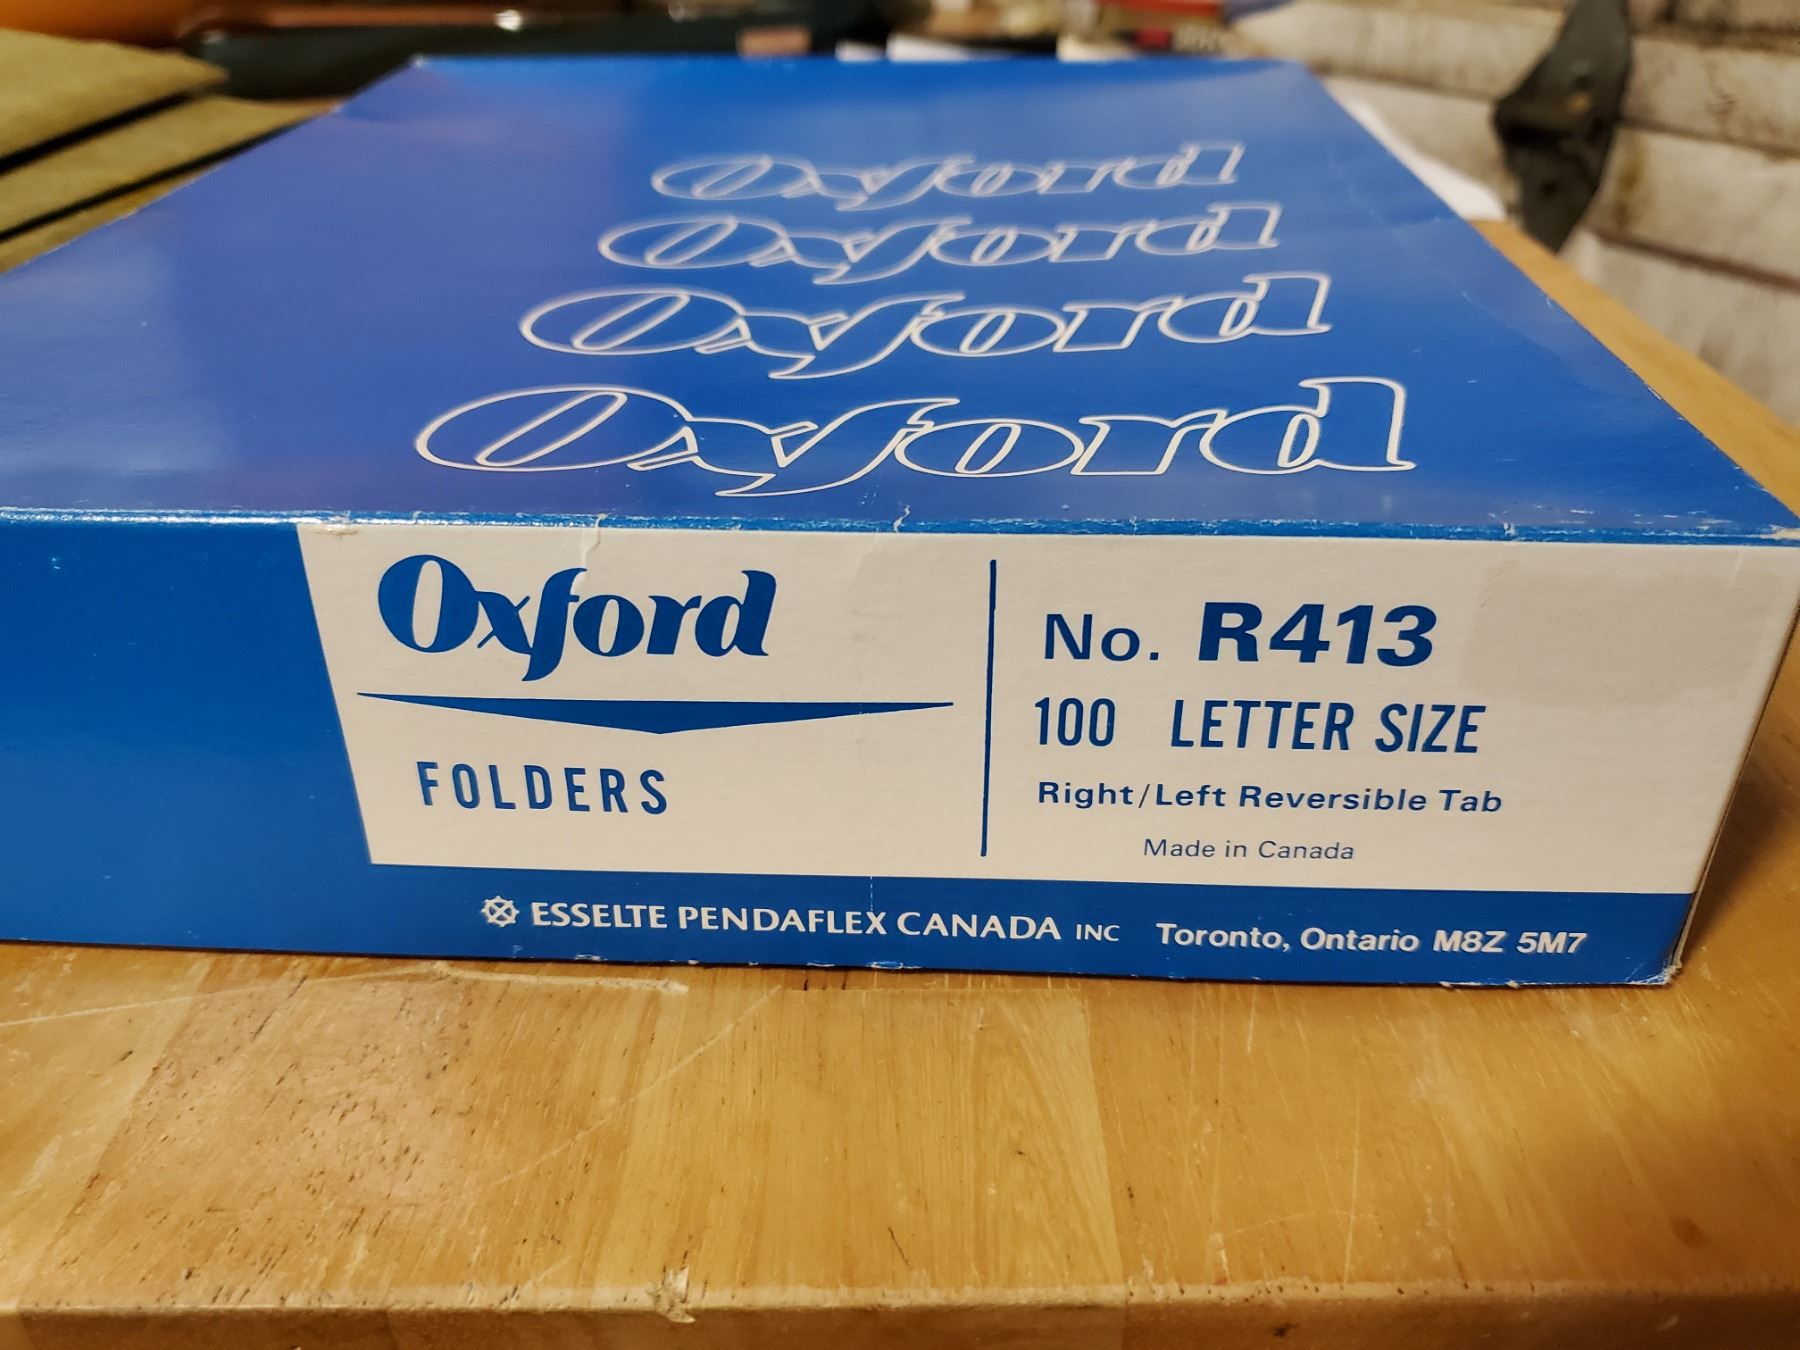 Oxford
Oxford
Oxford
Oxford
Oxford
FOLDERS
No. R413
100 LETTER SIZE
Right/Left Reversible Tab
Made in Canada
ESSELTE PENDAFLEX CANADA INC Toronto, Ontario M8Z 5M7